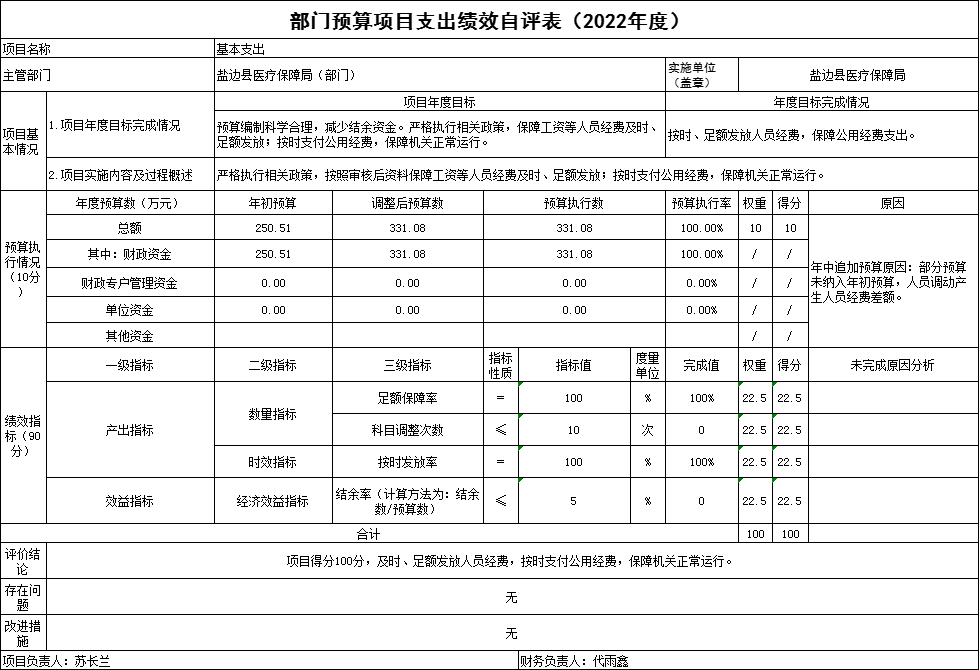 部门预算项目支出绩效自评表（2022年度）
项目名称 基本支出
主管部门 盐边县医疗保障局（部门） 实施单位（盖章） 盐边县医疗保障局
项目基本情况
1.项目年度目标完成情况
项目年度目标 年度目标完成情况
预算编制科学合理，减少结余资金。严格执行相关政策，保障工资等人员经费及时、
足额发放；按时支付公用经费，保障机关正常运行。
按时、足额发放人员经费，保障公用经费支出。
2.项目实施内容及过程概述 严格执行相关政策，按照审核后资料保障工资等人员经费及时、足额发放；按时支付公用经费，保障机关正常运行。
预算执行情况（10分）
年度预算数（万元） 年初预算 调整后预算数 预算执行数 预算执行率 权重 得分 原因
总额 250.51 331.08 331.08 100.00% 10 10
其中：财政资金 250.51 331.08 331.08 100.00% / /
财政专户管理资金 0.00 0.00 0.00 0.00% / /
单位资金 0.00 0.00 0.00 0.00% / /
其他资金 / /
年中追加预算原因：部分预算
未纳入年初预算，人员调动产
生人员经费差额。
绩效指标（90分）
一级指标 二级指标 三级指标 指标性质 指标值 度量单位 完成值 权重 得分 未完成原因分析
产出指标 数量指标 足额保障率 ＝ 100 % 100% 22.5 22.5
科目调整次数 ≤ 10 次 0 22.5 22.5
时效指标 按时发放率 ＝ 100 % 100% 22.5 22.5
效益指标 经济效益指标 结余率（计算方法为：结余数/预算数） ≤ 5 % 0 22.5 22.5
合计 100 100
评价结论 项目得分100分，及时、足额发放人员经费，按时支付公用经费，保障机关正常运行。
存在问题 无
改进措施 无
项目负责人：苏长兰 财务负责人：代雨鑫